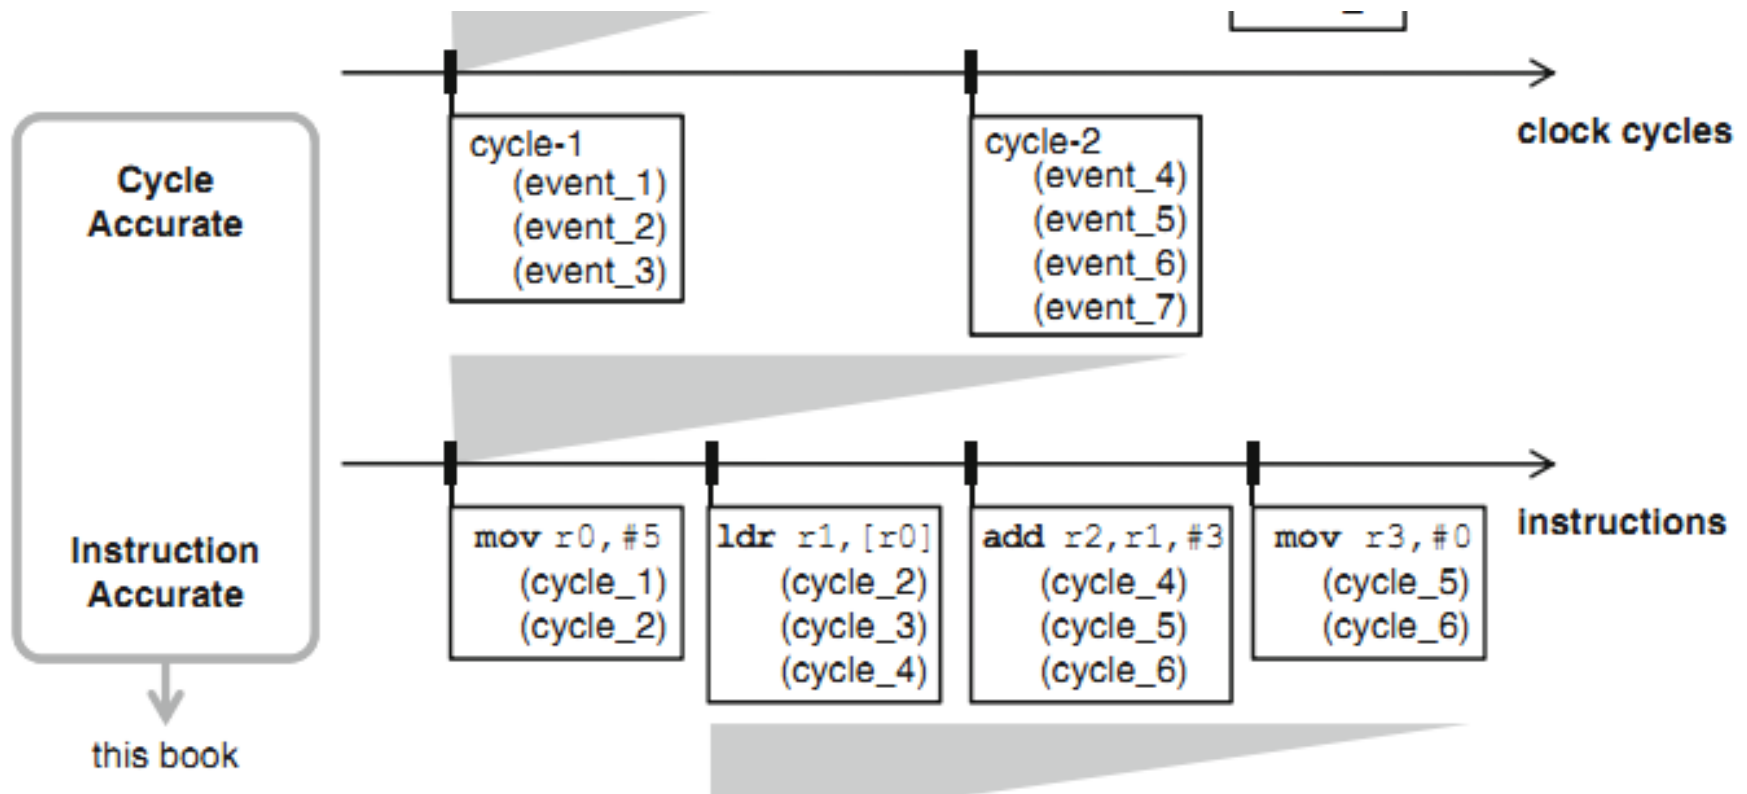 clock cycles
Cycle
Accurate
cycle-1
(event_1)
(event_2)
(event_3)
cycle-2
(event_4)
(event_5)
(event_6)
(event_7)
instructions
Instruction
Accurate
mov r0,#5
(cycle_1)
(cycle_2)
ldr r1,[r0]
(cycle_2)
(cycle_3)
(cycle_4)
add r2,r1,#3
(cycle_4)
(cycle_5)
(cycle_6)
mov r3,#0
(cycle_5)
(cycle_6)
this book